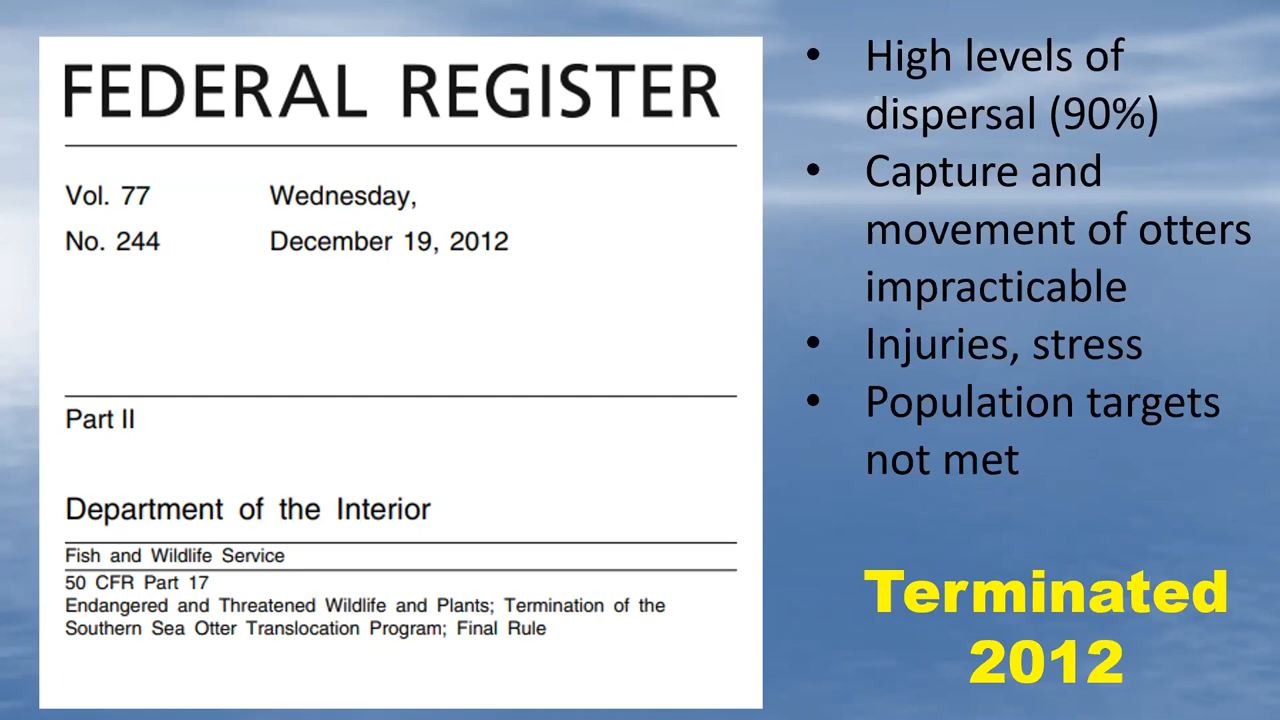 FEDERAL REGISTER
Vol. 77 Wednesday,
No. 244 December 19, 2012
Part II
Department of the Interior
Fish and Wildlife Service
50 CFR Part 17
Endangered and Threatened Wildlife and Plants; Termination of the
Southern Sea Otter Translocation Program; Final Rule
• High levels of
dispersal (90%)
• Capture and
movement of otters
impracticable
• Injuries, stress
• Population targets
not met
Terminated
2012